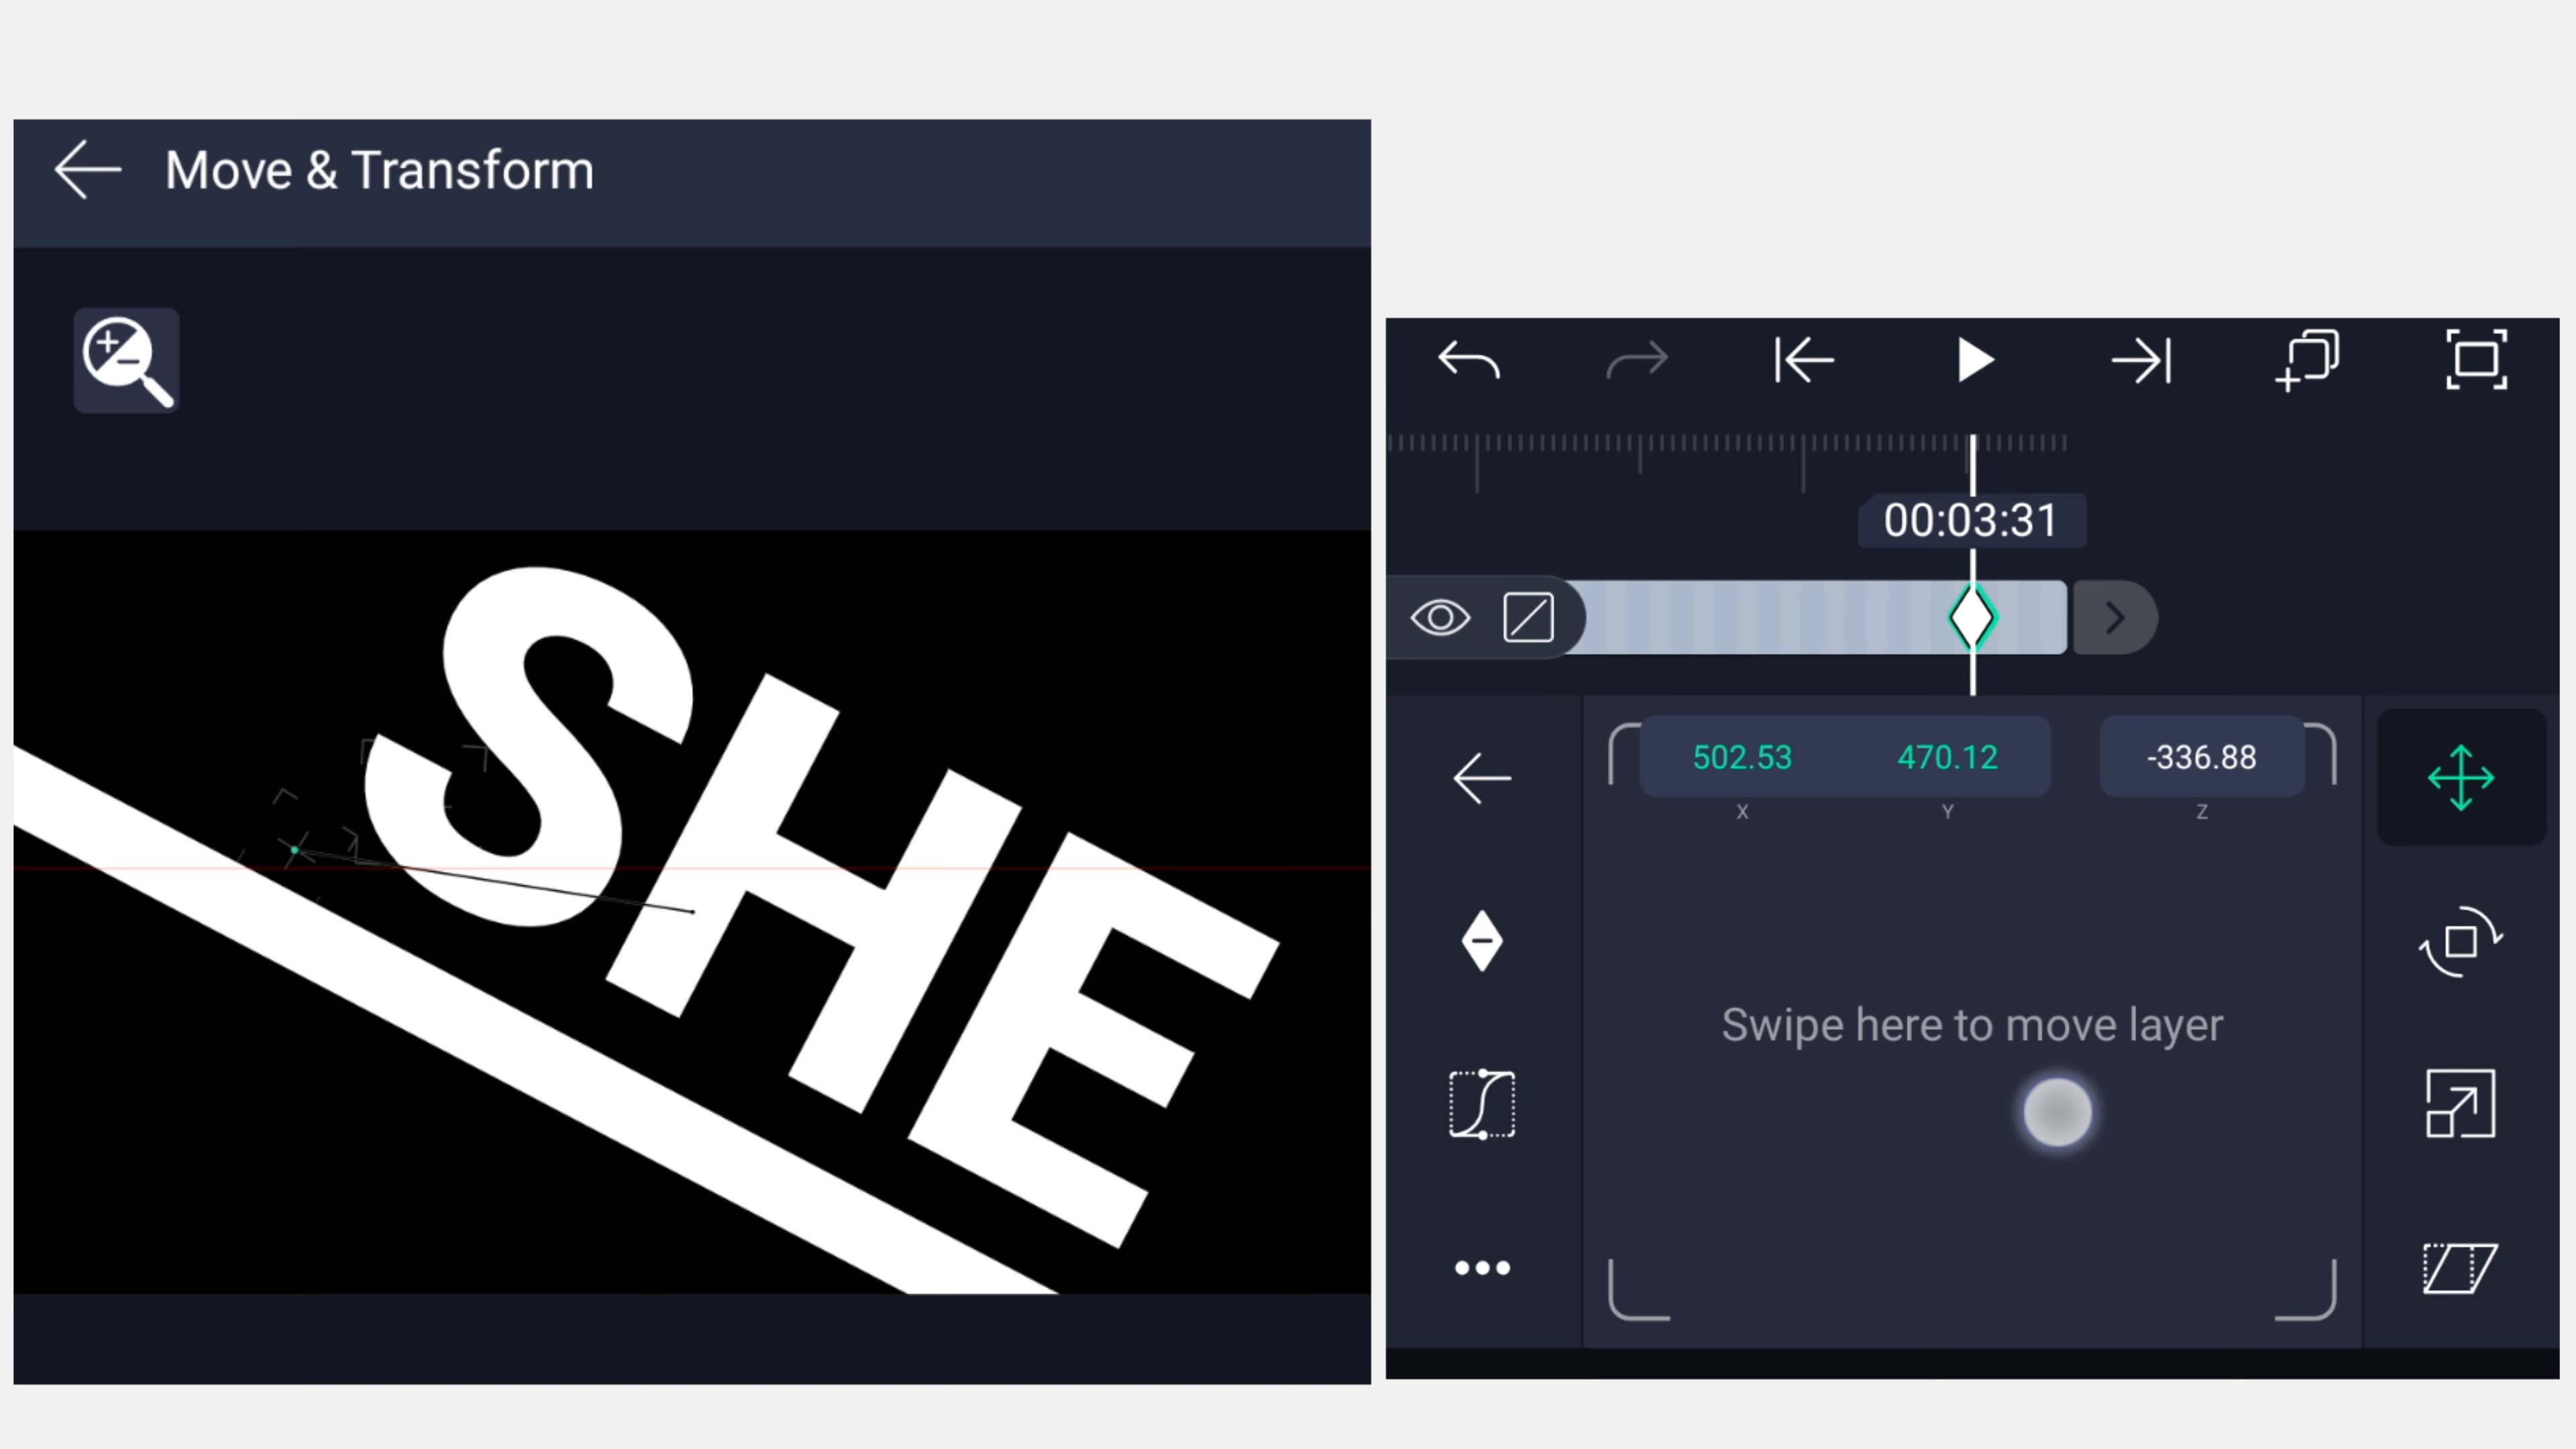 Move & Transform
SHE
00:03:31
502.53 470.12 -336.88
X Y Z
Swipe here to move layer